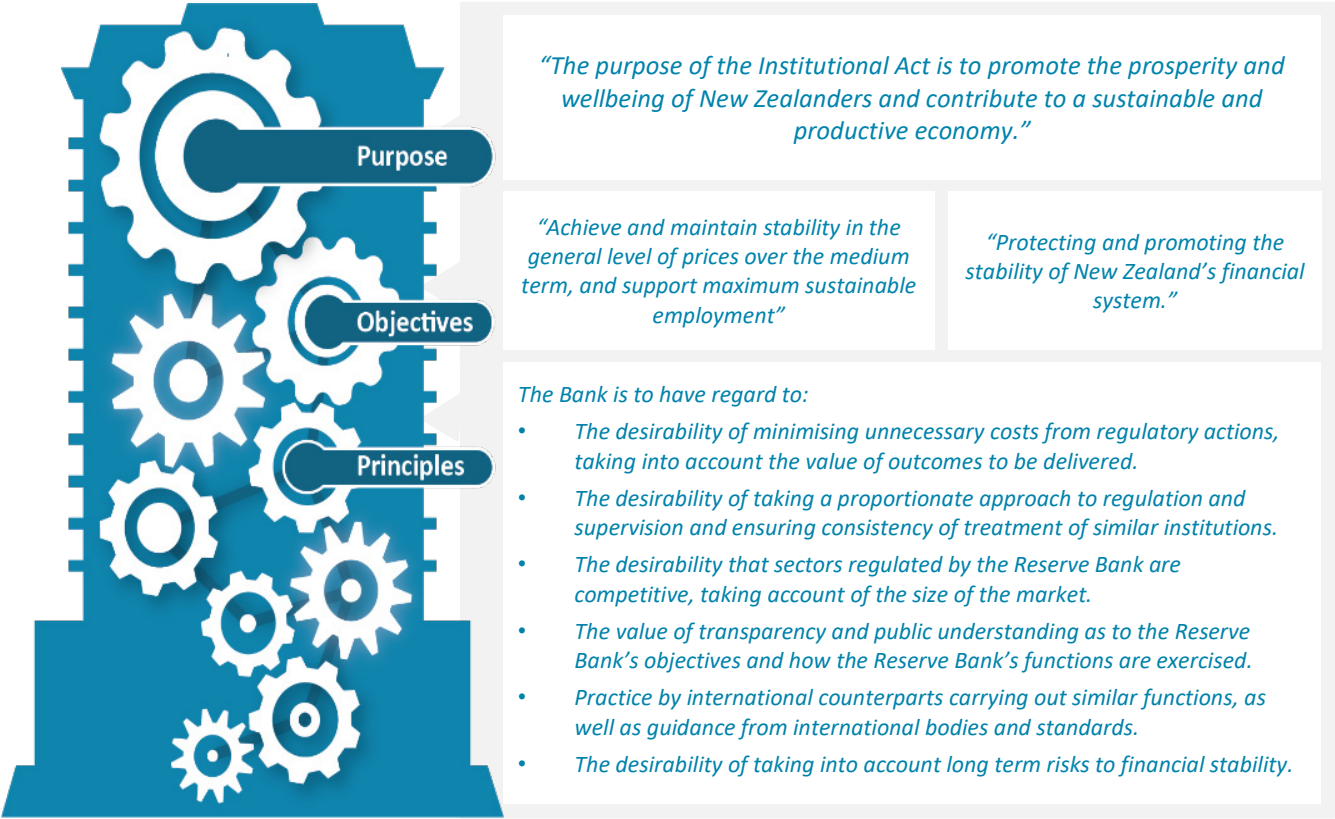 “The purpose of the Institutional Act is to promote the prosperity and
wellbeing of New Zealanders and contribute to a sustainable and
productive economy.”
Purpose
“Achieve and maintain stability in the
general level of prices over the medium
term, and support maximum sustainable
employment”
“Protecting and promoting the
stability of New Zealand’s financial
system.”
Objectives
The Bank is to have regard to:
• The desirability of minimising unnecessary costs from regulatory actions,
taking into account the value of outcomes to be delivered.
Principles
• The desirability of taking a proportionate approach to regulation and
supervision and ensuring consistency of treatment of similar institutions.
• The desirability that sectors regulated by the Reserve Bank are
competitive, taking account of the size of the market.
• The value of transparency and public understanding as to the Reserve
Bank’s objectives and how the Reserve Bank’s functions are exercised.
• Practice by international counterparts carrying out similar functions, as
well as guidance from international bodies and standards.
• The desirability of taking into account long term risks to financial stability.